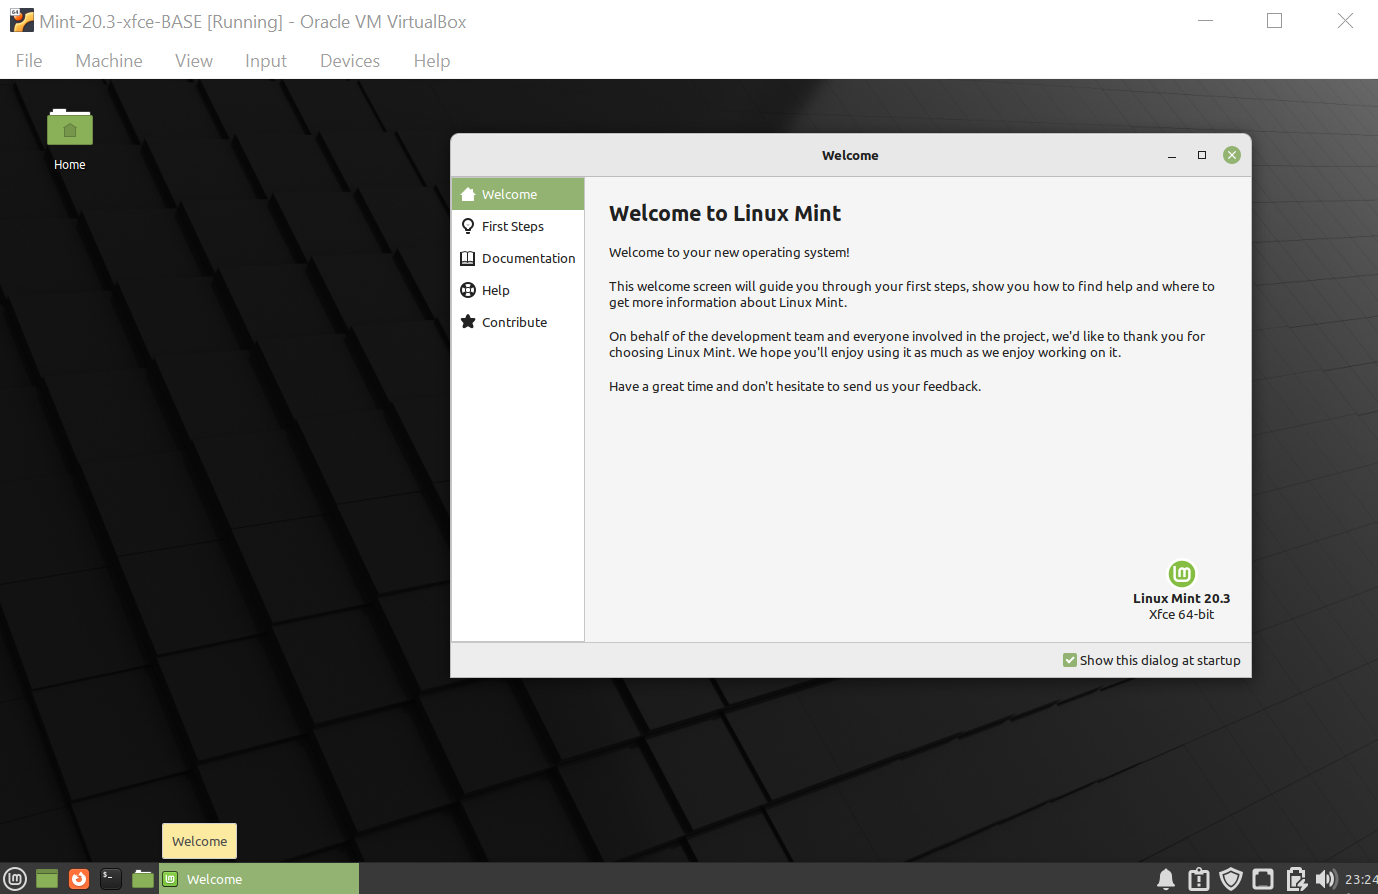 Mint-20.3-xfce-BASE [Running] - Oracle VM VirtualBox
File Machine View Input Devices Help
Home
Welcome
Welcome
First Steps
Documentation
Help
Contribute
Welcome to Linux Mint
Welcome to your new operating system!
This welcome screen will guide you through your first steps, show you how to find help and where to
get more information about Linux Mint.
On behalf of the development team and everyone involved in the project, we'd like to thank you for
choosing Linux Mint. We hope you'll enjoy using it as much as we enjoy working on it.
Have a great time and don't hesitate to send us your feedback.
Linux Mint 20.3
Xfce 64-bit
Show this dialog at startup
Welcome
Welcome
23:24